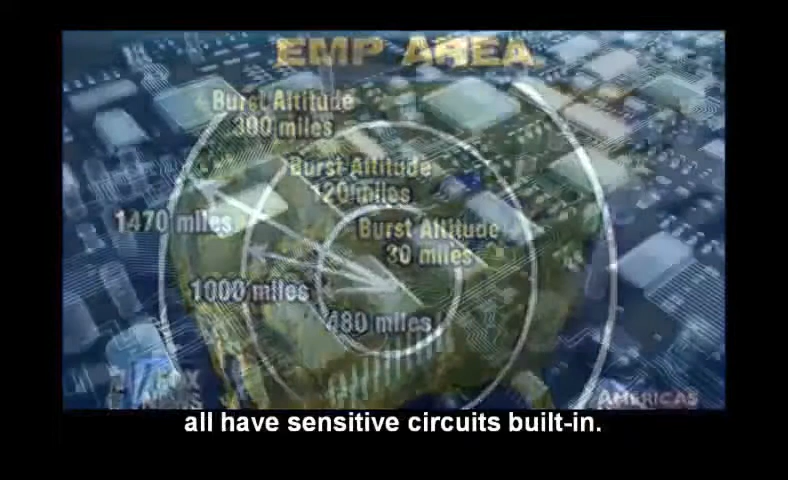 EMP AREA
Burst Altitude
300 miles
Burst Altitude
120 miles
Burst Altitude
30 miles
1470 miles
1000 miles
480 miles
FOX
NEWS
AMERICAS
all have sensitive circuits built-in.